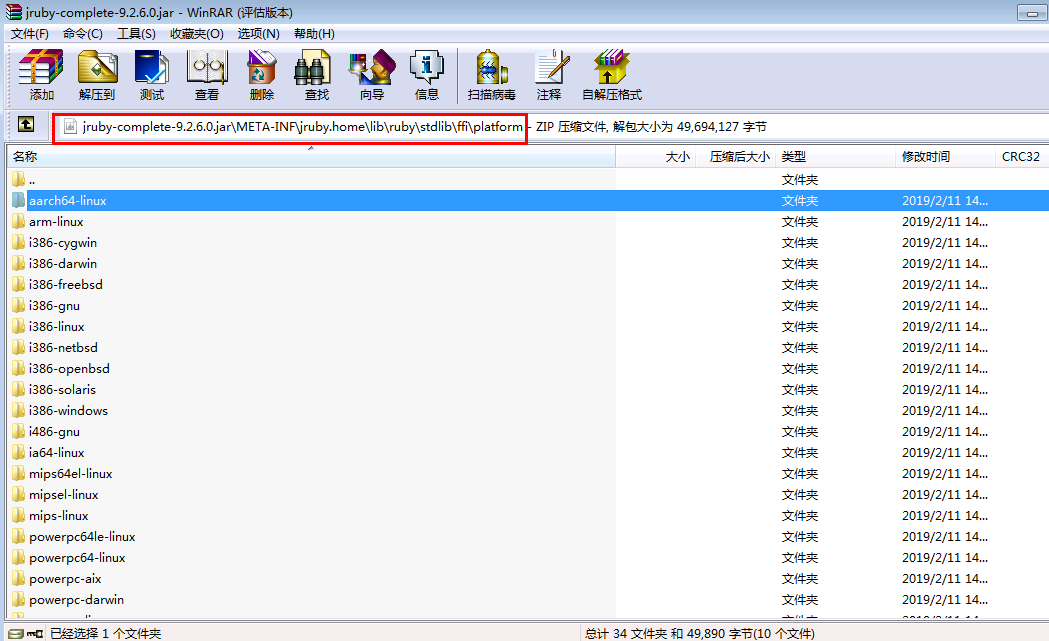 jruby-complete-9.2.6.0.jar - WinRAR (评估版本)
文件(F) 命令(C) 工具(S) 收藏夹(O) 选项(N) 帮助(H)
添加 解压到 测试 查看 删除 查找 向导 信息 扫描病毒 注释 自解压格式
jruby-complete-9.2.6.0.jar\META-INF\jruby.home\lib\ruby\stdlib\ffi\platform - ZIP 压缩文件, 解包大小为 49,694,127 字节
名称 大小 压缩后大小 类型 修改时间 CRC32
.. 文件夹
aarch64-linux 文件夹 2019/2/11 14...
arm-linux 文件夹 2019/2/11 14...
i386-cygwin 文件夹 2019/2/11 14...
i386-darwin 文件夹 2019/2/11 14...
i386-freebsd 文件夹 2019/2/11 14...
i386-gnu 文件夹 2019/2/11 14...
i386-linux 文件夹 2019/2/11 14...
i386-netbsd 文件夹 2019/2/11 14...
i386-openbsd 文件夹 2019/2/11 14...
i386-solaris 文件夹 2019/2/11 14...
i386-windows 文件夹 2019/2/11 14...
i486-gnu 文件夹 2019/2/11 14...
ia64-linux 文件夹 2019/2/11 14...
mips64el-linux 文件夹 2019/2/11 14...
mipsel-linux 文件夹 2019/2/11 14...
mips-linux 文件夹 2019/2/11 14...
powerpc64le-linux 文件夹 2019/2/11 14...
powerpc64-linux 文件夹 2019/2/11 14...
powerpc-aix 文件夹 2019/2/11 14...
powerpc-darwin 文件夹 2019/2/11 14...
已经选择 1 个文件夹 总计 34 文件夹 和 49,890 字节(10 个文件)